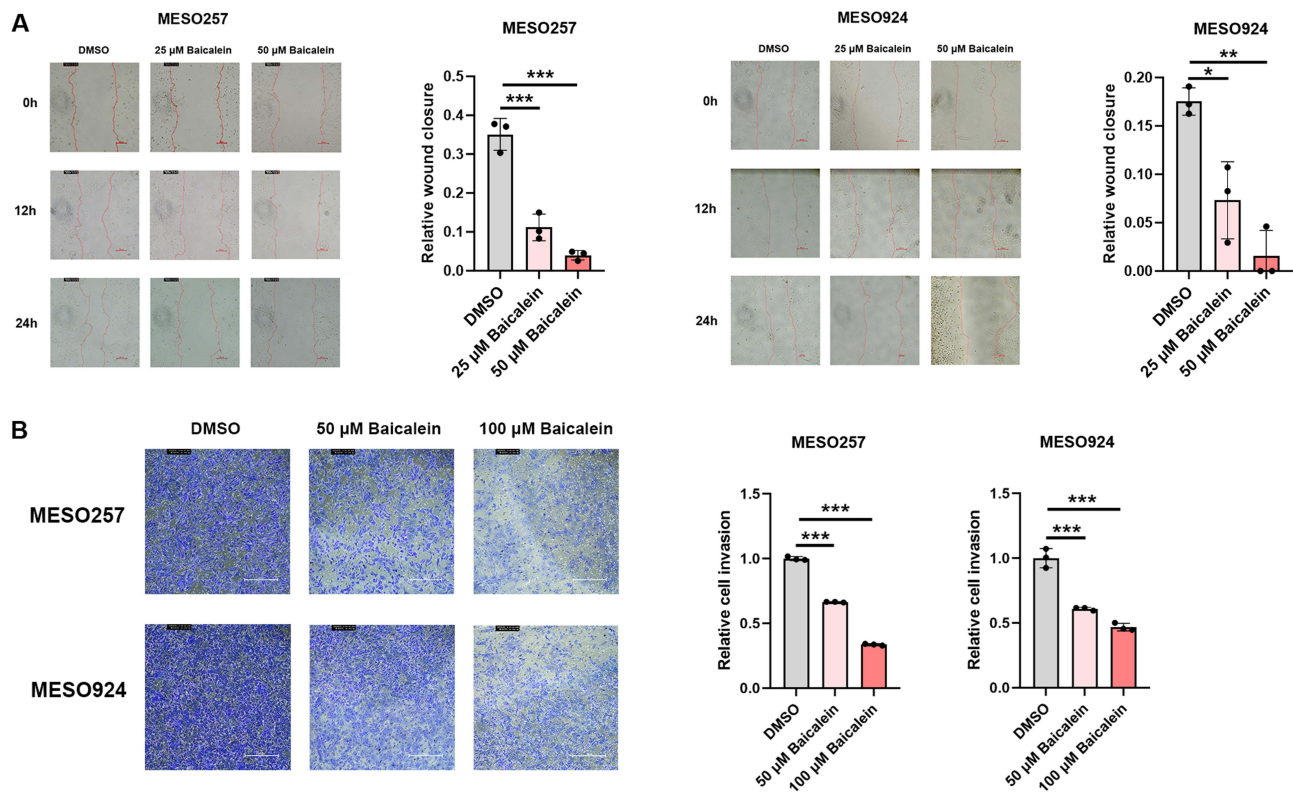 A
MESO257
DMSO
25 µM Baicalein
50 µM Baicalein
0h
12h
24h
MESO257
Relative wound closure
0.5
0.4
0.3
0.2
0.1
0.0
***
***
DMSO
25 µM Baicalein
50 µM Baicalein
MESO924
DMSO
25 µM Baicalein
50 µM Baicalein
0h
12h
24h
MESO924
Relative wound closure
0.20
0.15
0.10
0.05
0.00
**
*
DMSO
25 µM Baicalein
50 µM Baicalein
B
DMSO
50 µM Baicalein
100 µM Baicalein
MESO257
MESO924
MESO257
Relative cell invasion
1.5
1.0
0.5
0.0
***
***
DMSO
50 µM Baicalein
100 µM Baicalein
MESO924
Relative cell invasion
1.5
1.0
0.5
0.0
***
***
DMSO
50 µM Baicalein
100 µM Baicalein